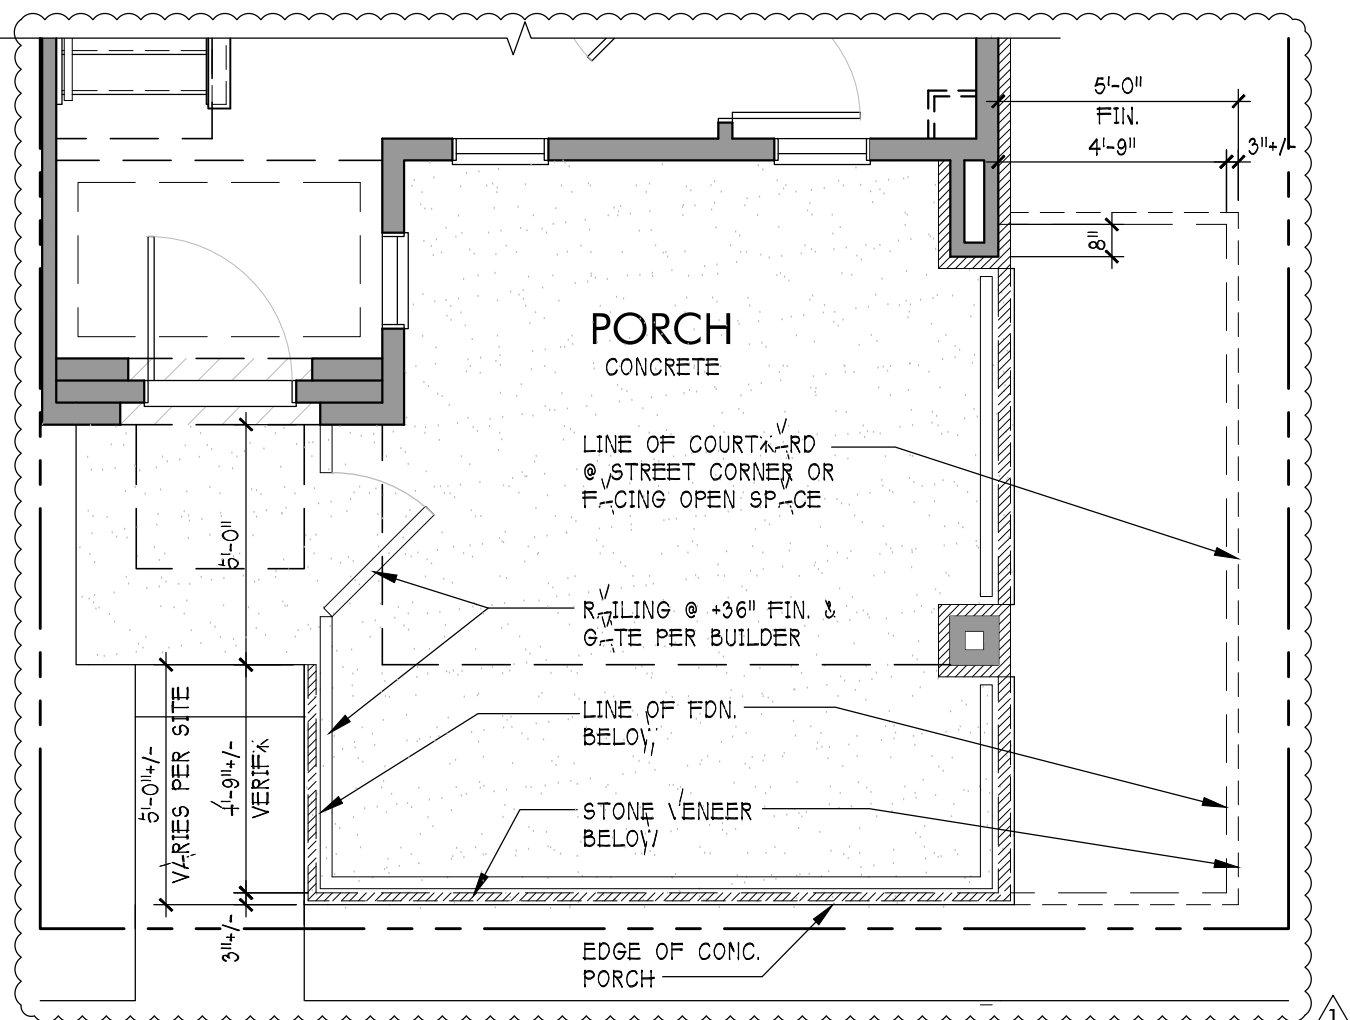 5'-0"
FIN.
4'-9"
3"+/-
8"
PORCH
CONCRETE
LINE OF COURTYARD
@ STREET CORNER OR
FACING OPEN SPACE
5'-0"
RAILING @ +36" FIN. &
GATE PER BUILDER
LINE OF FDN.
BELOW
5'-0"+/-
VARIES PER SITE
4'-9"+/-
VERIFY
STONE VENEER
BELOW
3"+/-
EDGE OF CONC.
PORCH
1